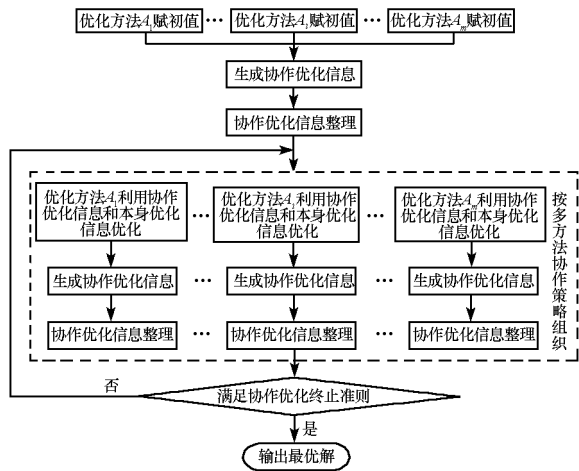 优化方法A₁赋初值 … 优化方法Aᵢ赋初值 … 优化方法Aₘ赋初值
生成协作优化信息
协作优化信息整理
优化方法A₁利用协作
优化信息和本身优化
信息优化
…
优化方法Aᵢ利用协作
优化信息和本身优化
信息优化
…
优化方法Aₘ利用协作
优化信息和本身优化
信息优化
生成协作优化信息 … 生成协作优化信息 … 生成协作优化信息
协作优化信息整理 … 协作优化信息整理 … 协作优化信息整理
按多方法协作策略组织
否
满足协作优化终止准则
是
输出最优解